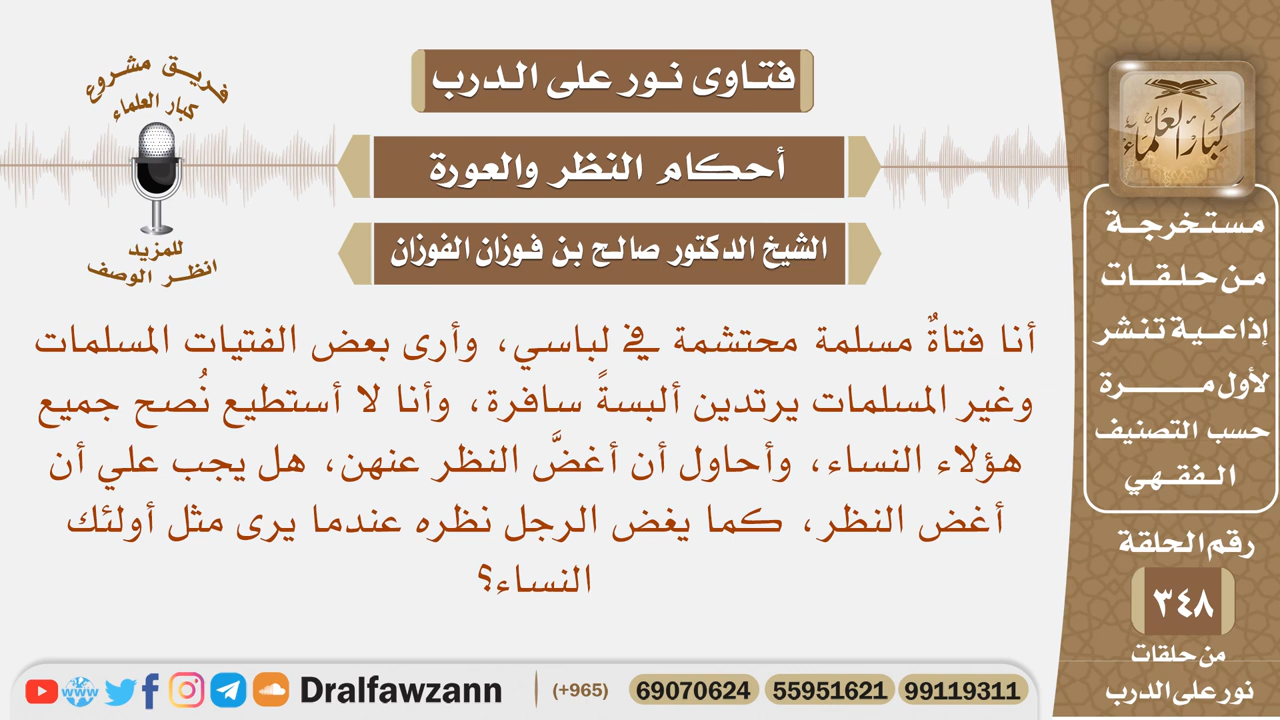 فتاوى نور على الدرب
أحكام النظر والعورة
الشيخ الدكتور صالح بن فوزان الفوزان
فريق مشروع
كبار العلماء
للمزيد
انظر الوصف
أنا فتاةٌ مسلمة محتشمة في لباسي، وأرى بعض الفتيات المسلمات
وغير المسلمات يرتدين ألبسةً سافرة، وأنا لا أستطيع نُصح جميع
هؤلاء النساء، وأحاول أن أغضَّ النظر عنهن، هل يجب علي أن
أغض النظر، كما يغض الرجل نظره عندما يرى مثل أولئك
النساء؟
كبار العلماء
مستخرجة
من حلقات
إذاعية تنشر
لأول مرة
حسب التصنيف
الفقهي
رقم الحلقة
٣٤٨
من حلقات
نور على الدرب
www
Dralfawzann
(+965)
69070624
55951621
99119311